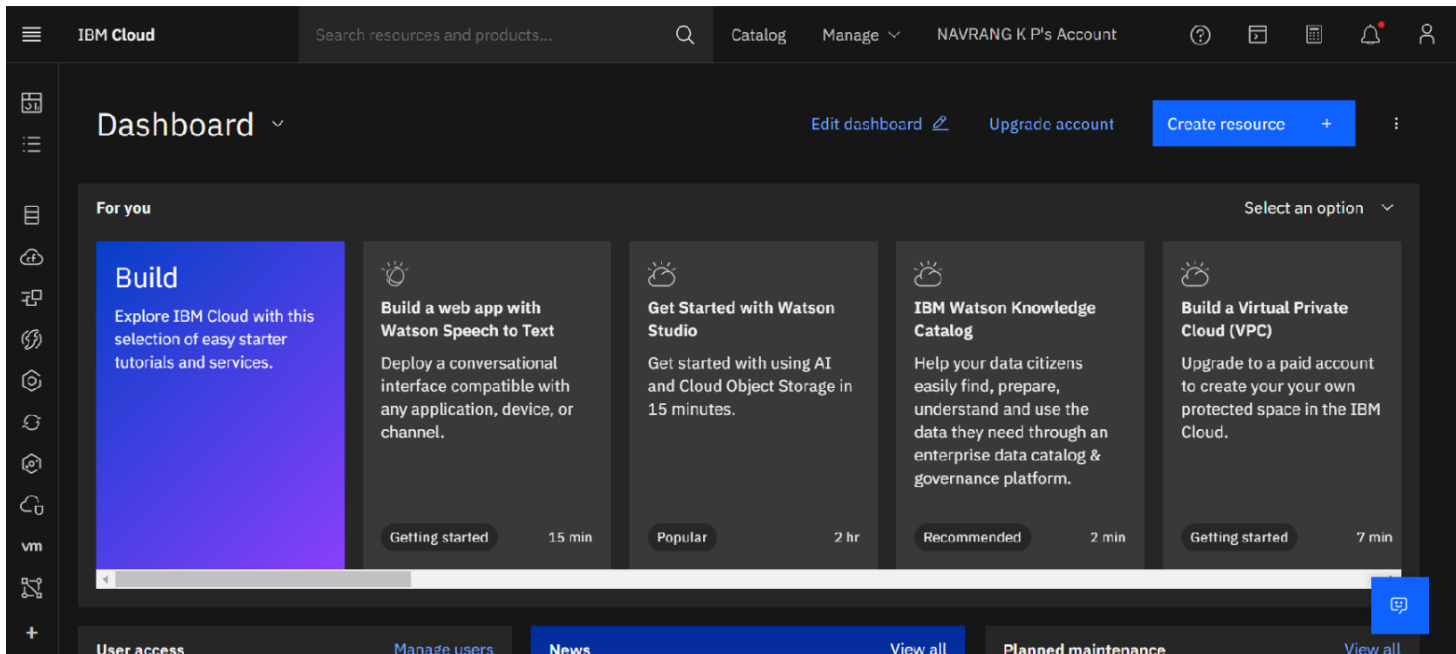 IBM Cloud
Search resources and products...
Catalog
Manage
NAVRANG K P's Account
Dashboard
Edit dashboard
Upgrade account
Create resource +
For you
Select an option
Build
Explore IBM Cloud with this
selection of easy starter
tutorials and services.
Build a web app with
Watson Speech to Text
Deploy a conversational
interface compatible with
any application, device, or
channel.
Getting started
15 min
Get Started with Watson
Studio
Get started with using AI
and Cloud Object Storage in
15 minutes.
Popular
2 hr
IBM Watson Knowledge
Catalog
Help your data citizens
easily find, prepare,
understand and use the
data they need through an
enterprise data catalog &
governance platform.
Recommended
2 min
Build a Virtual Private
Cloud (VPC)
Upgrade to a paid account
to create your your own
protected space in the IBM
Cloud.
Getting started
7 min
vm
User access
Manage users
News
View all
Planned maintenance
View all